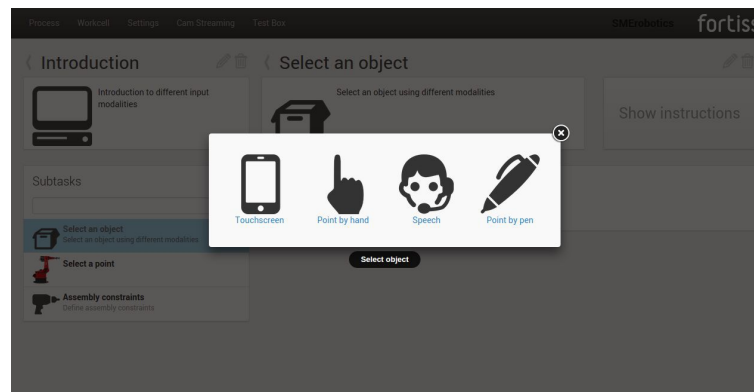 Process Workcell Settings Cam Streaming Text Box SMErobotics fortiss
Introduction
Select an object
Introduction to different input
modalities
Select an object using different modalities
Show instructions
Touchscreen Point by hand Speech Point by pen
Select object
Subtasks
Select an object
Select an object using different modalities
Select a point
Assembly constraints
Define assembly constraints